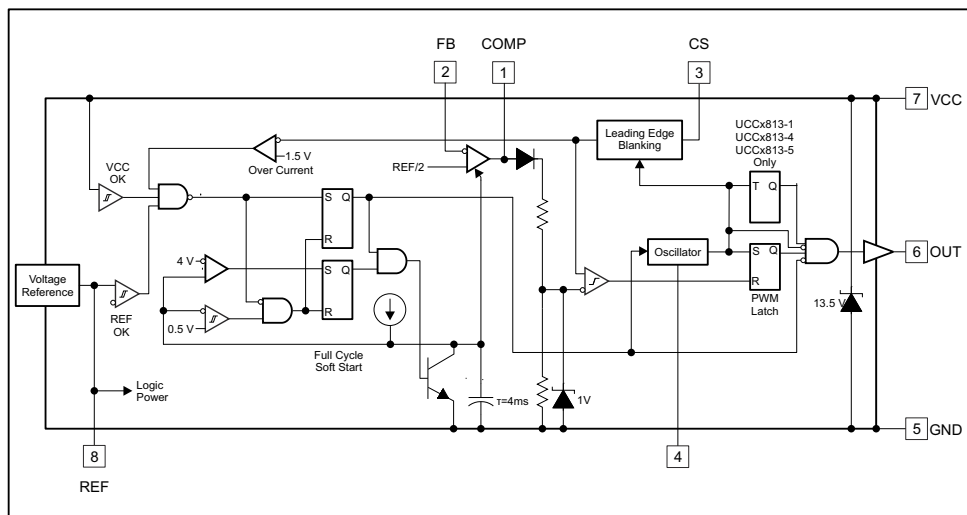 FB COMP CS
2 1 3
7 VCC
UCCx813-1
UCCx813-4
UCCx813-5
Only
Leading Edge
Blanking
1.5 V
Over Current
REF/2
VCC
OK
T Q
S Q
R
4 V
S Q
R
Oscillator
S Q
R
PWM
Latch
6 OUT
Voltage
Reference
REF
OK
0.5 V
13.5 V
Full Cycle
Soft Start
Logic
Power
τ=4ms
1V
5 GND
8
4
REF